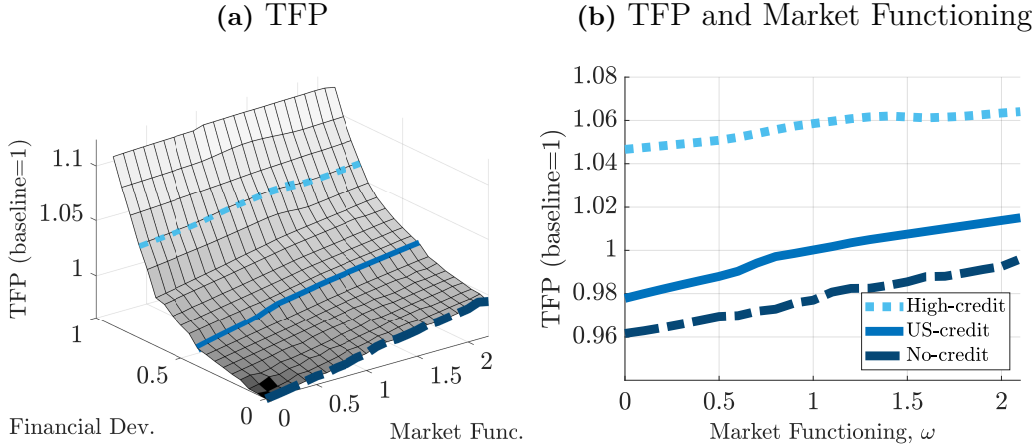 (a) TFP
TFP (baseline=1)
1.1
1.05
1
1
0.5
0
0
0.5
1
1.5
2
Financial Dev.
Market Func.
(b) TFP and Market Functioning
TFP (baseline=1)
1.08
1.06
1.04
1.02
1
0.98
0.96
0
0.5
1
1.5
2
Market Functioning, ω
High-credit
US-credit
No-credit